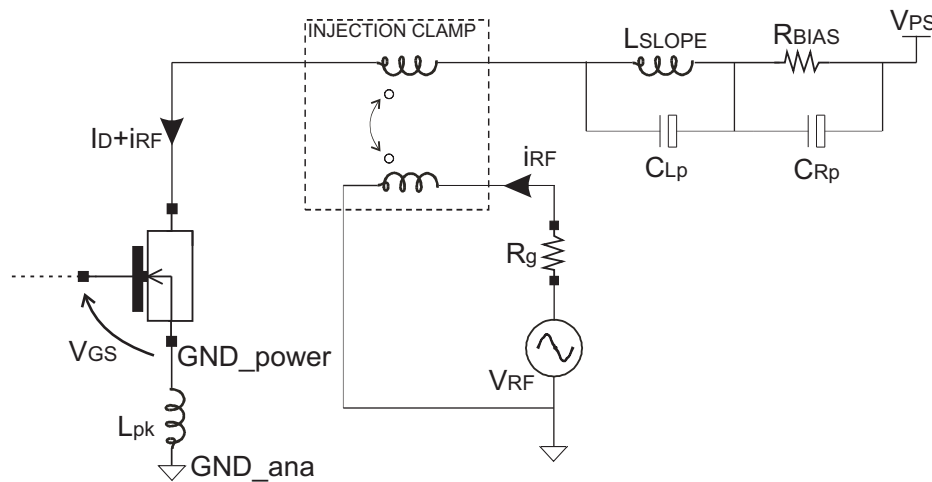 INJECTION CLAMP
LSLOPE
RBIAS
VPS
ID+iRF
iRF
CLp
CRp
Rg
VGS
GND_power
VRF
Lpk
GND_ana